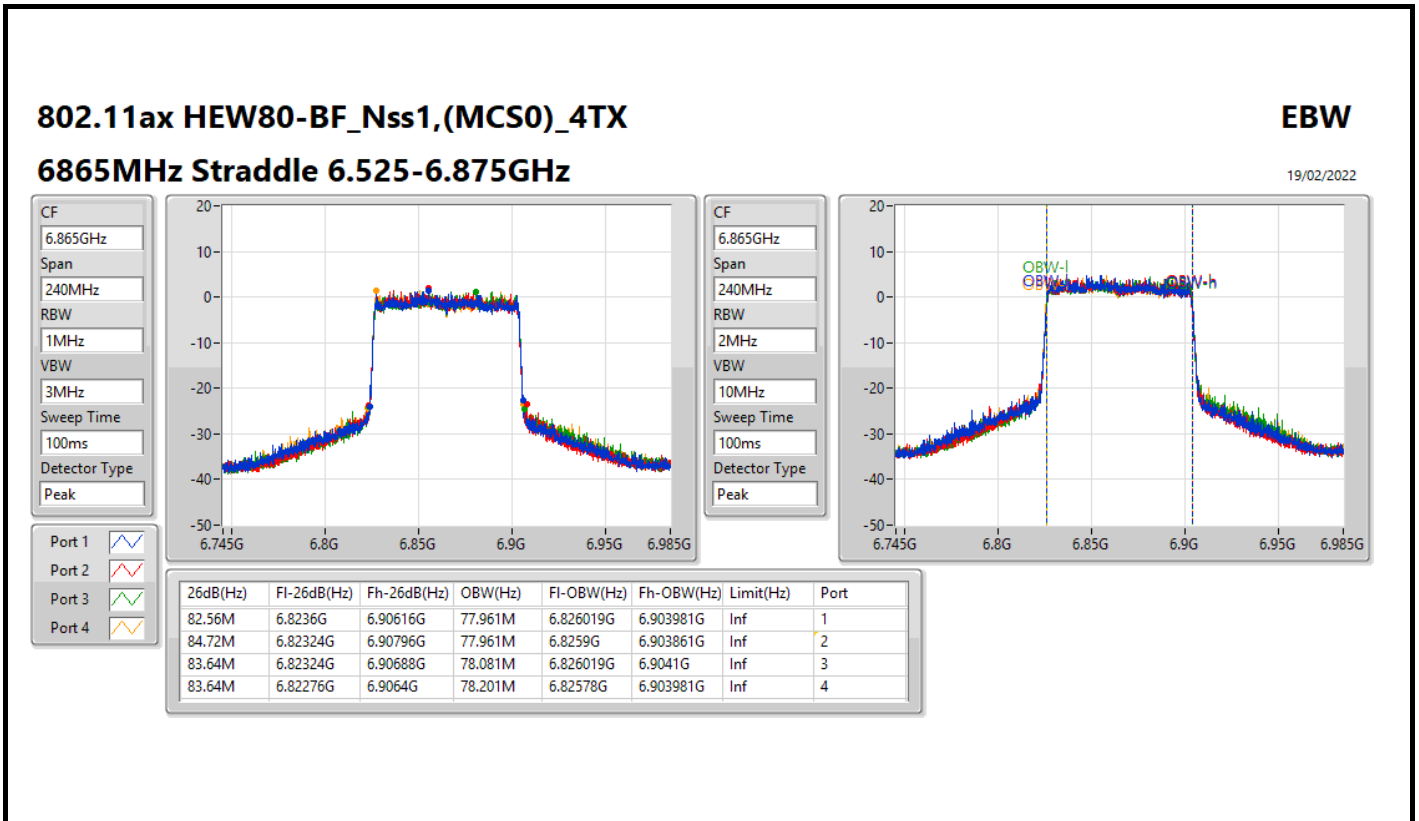 802.11ax HEW80-BF_Nss1,(MCS0)_4TX
EBW
6865MHz Straddle 6.525-6.875GHz
19/02/2022
CF
6.865GHz
Span
240MHz
RBW
1MHz
VBW
3MHz
Sweep Time
100ms
Detector Type
Peak
20
10
0
-10
-20
-30
-40
-50
6.745G 6.8G 6.85G 6.9G 6.95G 6.985G
CF
6.865GHz
Span
240MHz
RBW
2MHz
VBW
10MHz
Sweep Time
100ms
Detector Type
Peak
20
10
0
-10
-20
-30
-40
-50
OBW-l
OBW-h
6.745G 6.8G 6.85G 6.9G 6.95G 6.985G
Port 1
Port 2
Port 3
Port 4
26dB(Hz) Fl-26dB(Hz) Fh-26dB(Hz) OBW(Hz) Fl-OBW(Hz) Fh-OBW(Hz) Limit(Hz) Port
82.56M 6.8236G 6.90616G 77.961M 6.826019G 6.903981G Inf 1
84.72M 6.82324G 6.90796G 77.961M 6.8259G 6.903861G Inf 2
83.64M 6.82324G 6.90688G 78.081M 6.826019G 6.9041G Inf 3
83.64M 6.82276G 6.9064G 78.201M 6.82578G 6.903981G Inf 4